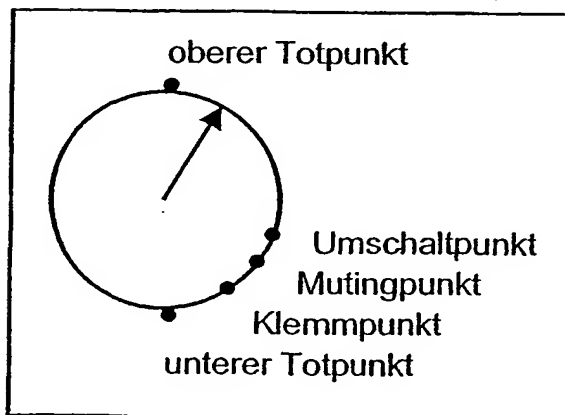 oberer Totpunkt
Umschaltpunkt
Mutingpunkt
Klemmpunkt
unterer Totpunkt